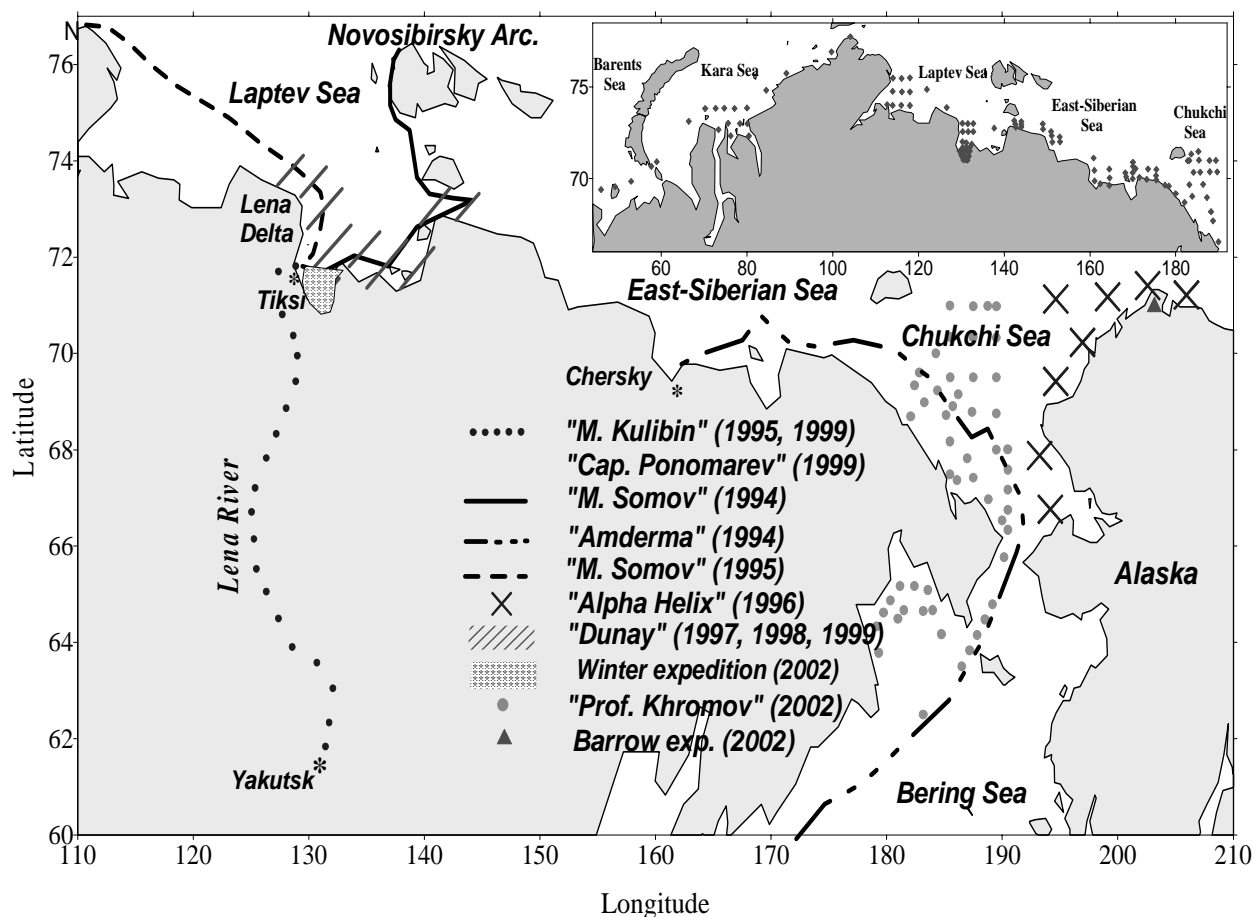 N
76
74
72
70
68
66
64
62
60
Latitude
110
120
130
140
150
160
170
180
190
200
210
Longitude
Novosibirsky Arc.
Laptev Sea
Lena
Delta
Tiksi
East-Siberian Sea
Chukchi Sea
Chersky
Lena River
Yakutsk
Alaska
Bering Sea
"M. Kulibin" (1995, 1999)
"Cap. Ponomarev" (1999)
"M. Somov" (1994)
"Amderma" (1994)
"M. Somov" (1995)
"Alpha Helix" (1996)
"Dunay" (1997, 1998, 1999)
Winter expedition (2002)
"Prof. Khromov" (2002)
Barrow exp. (2002)
Barents
Sea
Kara Sea
Laptev Sea
East-Siberian
Sea
Chukchi
Sea
75
70
60
80
100
120
140
160
180